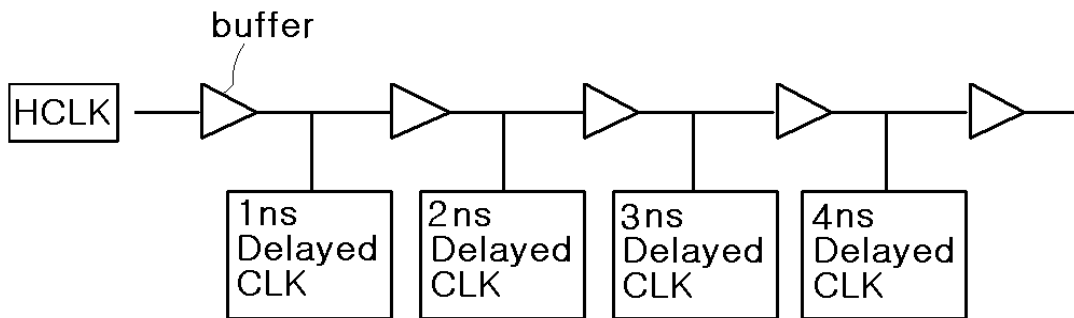 buffer
HCLK
1ns
Delayed
CLK
2ns
Delayed
CLK
3ns
Delayed
CLK
4ns
Delayed
CLK